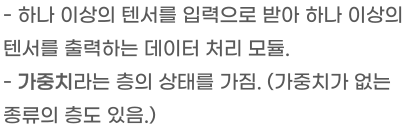 - 하나 이상의 텐서를 입력으로 받아 하나 이상의
텐서를 출력하는 데이터 처리 모듈.
- 가중치라는 층의 상태를 가짐. (가중치가 없는
종류의 층도 있음.)